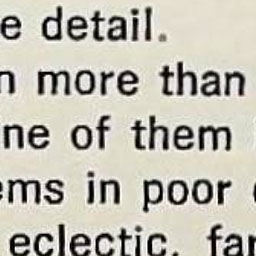 e detail.
n more than
ne of them
ems in poor
eclectic, far